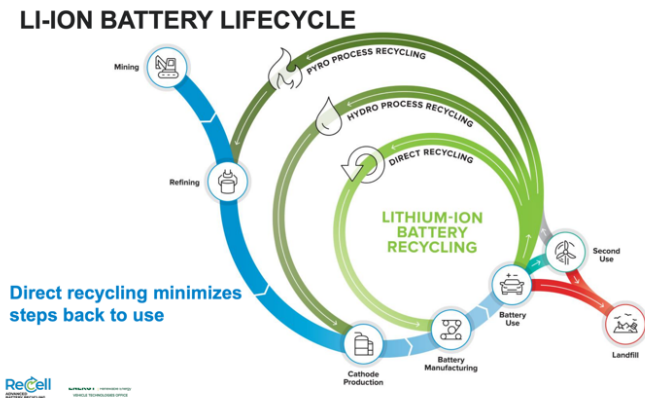 LI-ION BATTERY LIFECYCLE
Mining
PYRO PROCESS RECYCLING
HYDRO PROCESS RECYCLING
DIRECT RECYCLING
Refining
LITHIUM-ION
BATTERY
RECYCLING
Second
Use
Direct recycling minimizes
steps back to use
Battery
Use
Landfill
Battery
Manufacturing
Cathode
Production
ReCell
ADVANCED
BATTERY RECYCLING
ENERGY
VEHICLE TECHNOLOGIES OFFICE